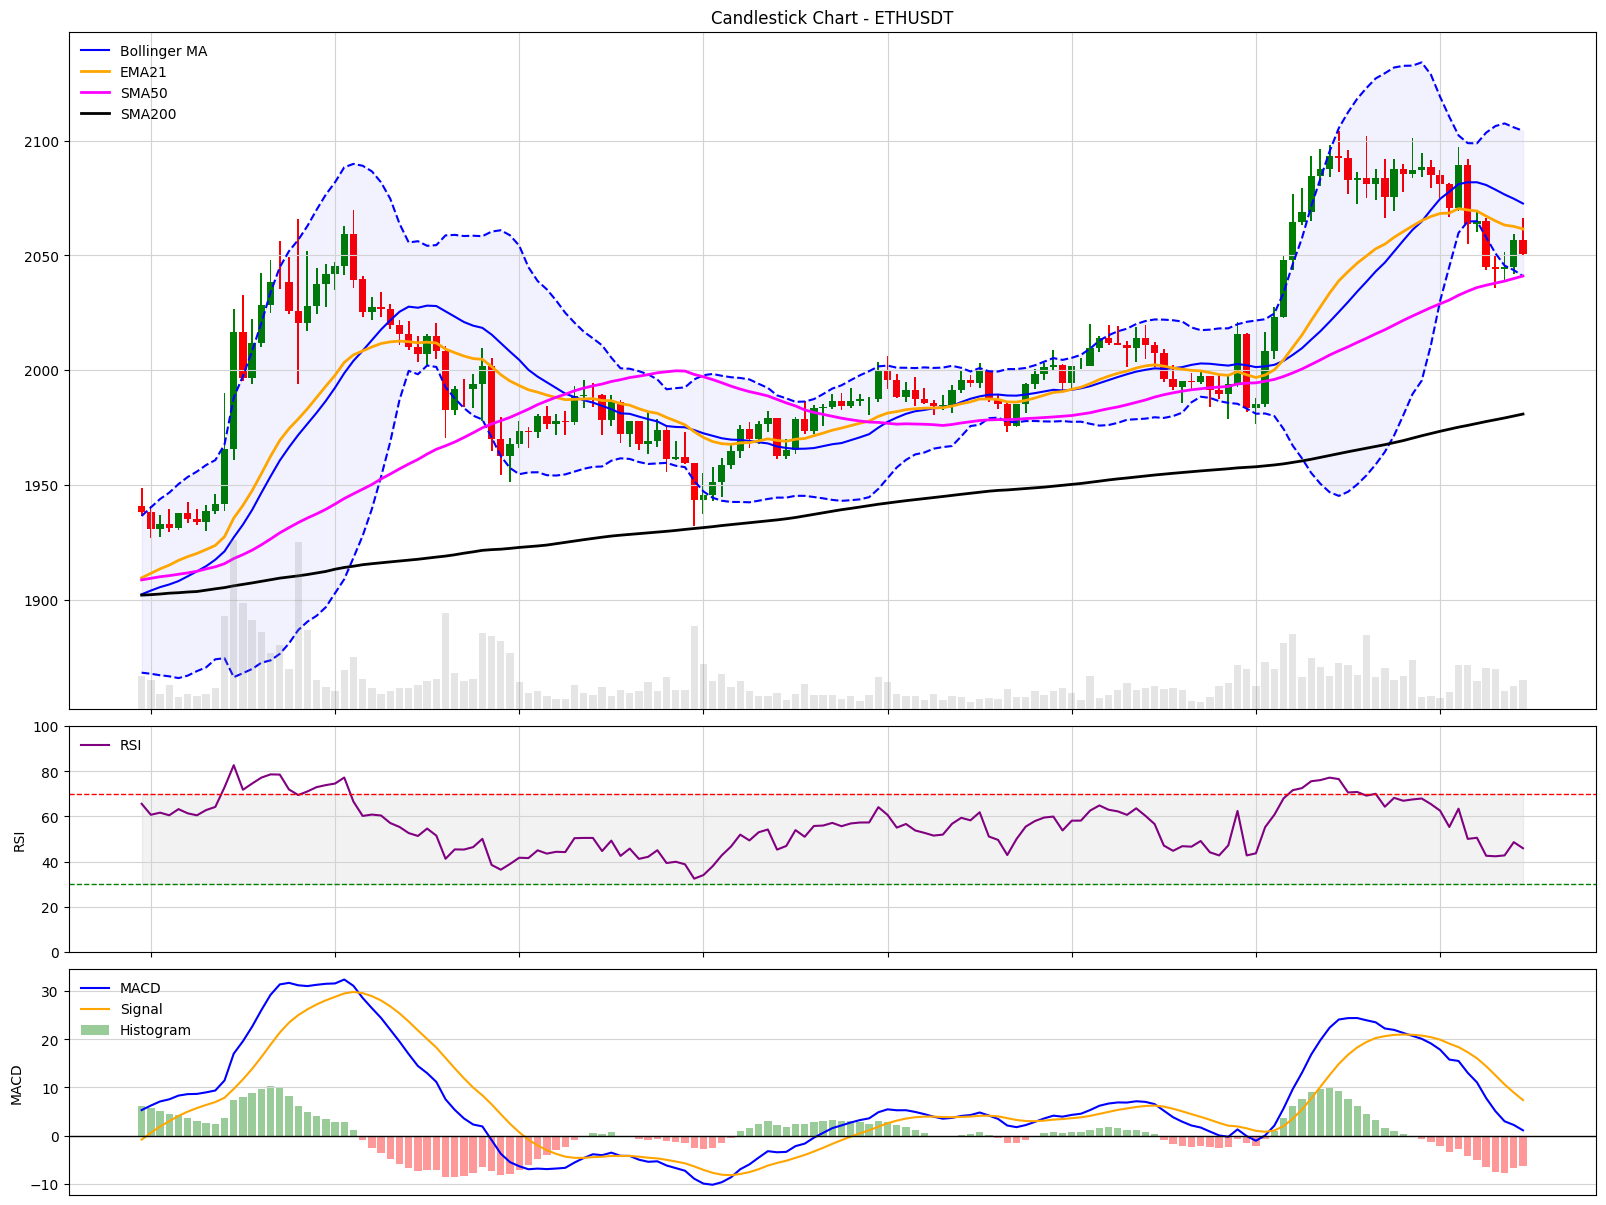 Candlestick Chart - ETHUSDT
Bollinger MA
EMA21
SMA50
SMA200
2100
2050
2000
1950
1900
RSI
100
80
60
40
20
0
RSI
MACD
Signal
Histogram
30
20
10
0
−10
MACD